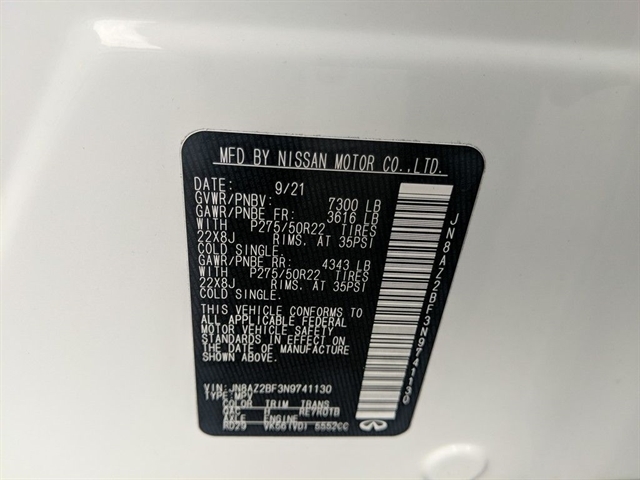 MFD BY NISSAN MOTOR CO.,LTD.
DATE: 9/21
GVWR/PNBV: 7300 LB
GAWR/PNBE FR: 3616 LB
WITH P275/50R22 TIRES
22X8J RIMS. AT 35PSI
COLD SINGLE.
GAWR/PNBE RR: 4343 LB
WITH P275/50R22 TIRES
22X8J RIMS. AT 35PSI
COLD SINGLE.
THIS VEHICLE CONFORMS TO
ALL APPLICABLE FEDERAL
MOTOR VEHICLE SAFETY
STANDARDS IN EFFECT ON
THE DATE OF MANUFACTURE
SHOWN ABOVE.
VIN: JN8AZ2BF3N9741130
TYPE: MPV
COLOR TRIM TRANS
QAC H RE7R01B
AXLE ENGINE
RD29 VK56(VD) 5552CC
JN8AZ2BF3N9741130